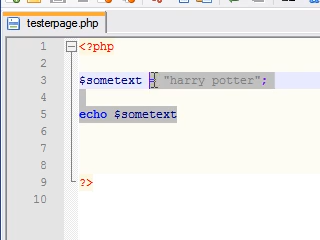 testerpage.php
1 <?php
2
3 $sometext = "harry potter";
4
5 echo $sometext
6
7
8
9 ?>
10